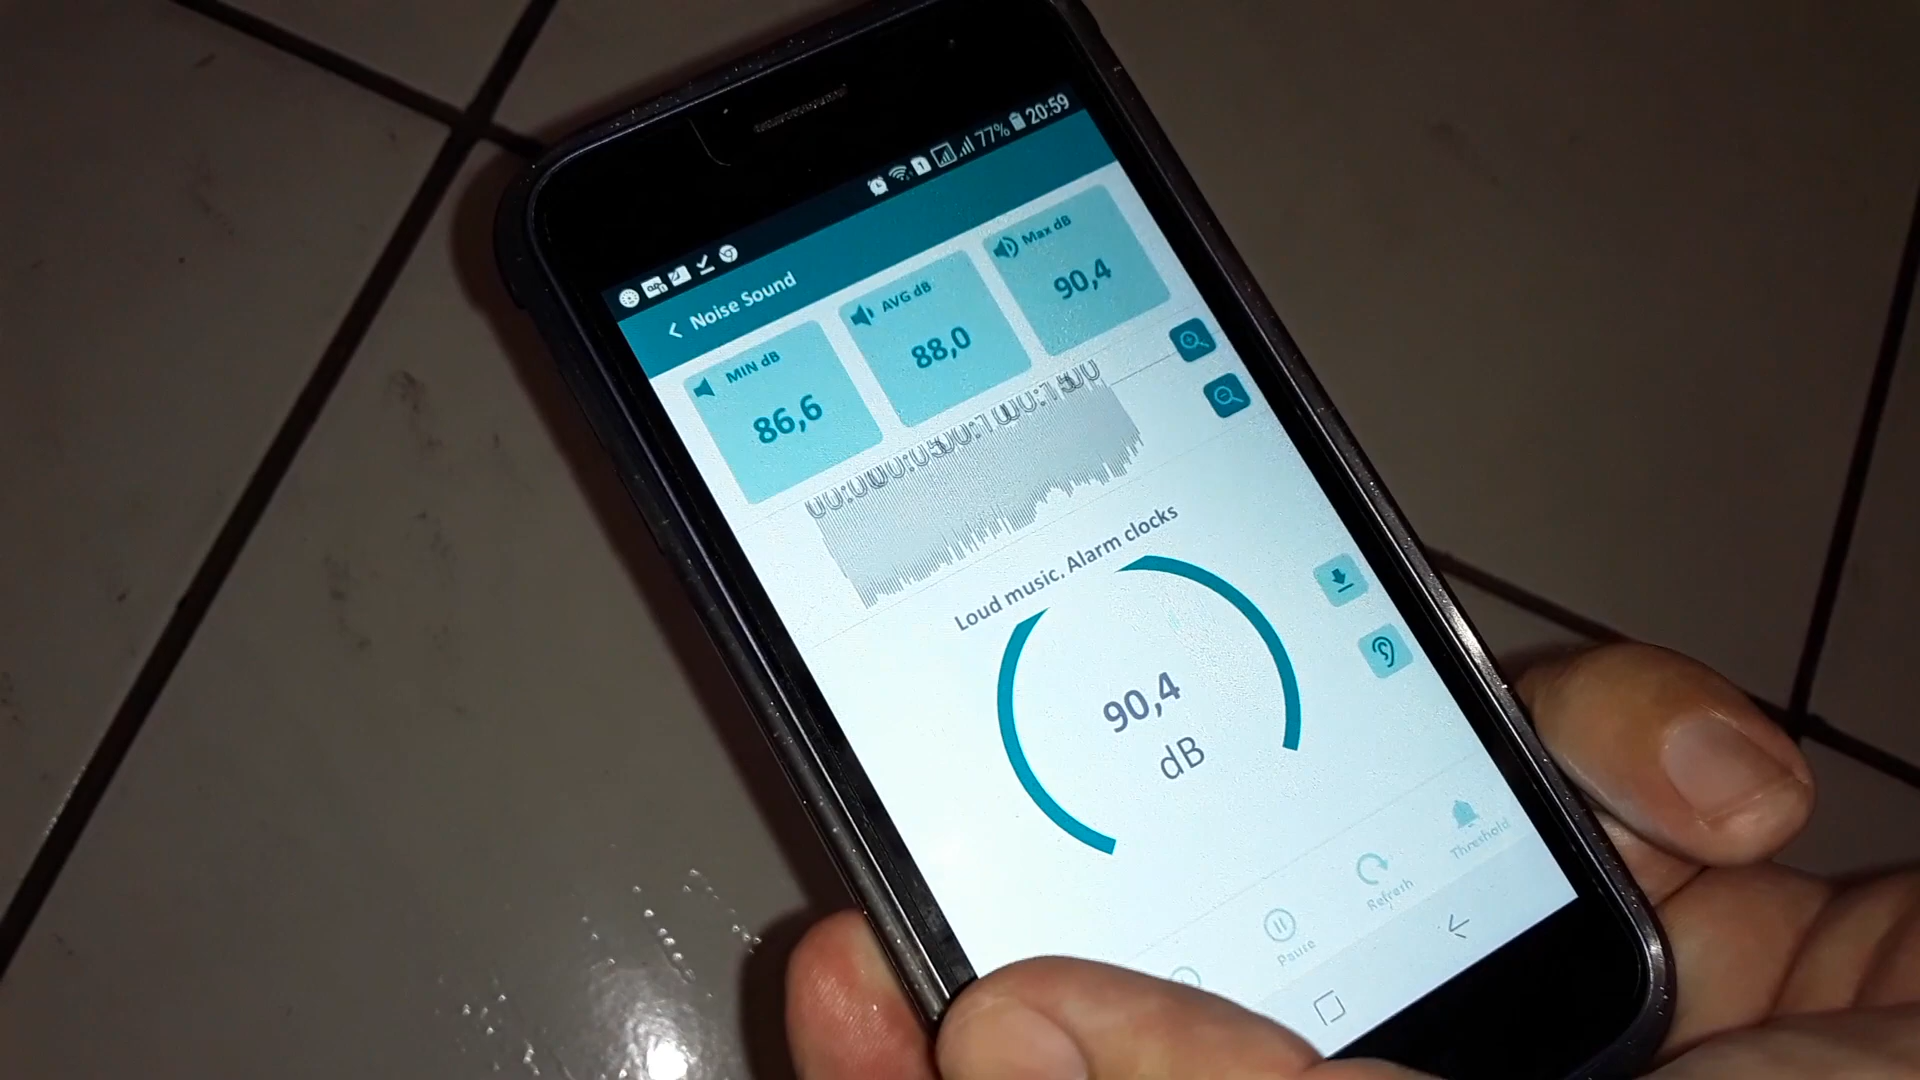 77% 20:59
Noise Sound
MIN dB
86,6
AVG dB
88,0
Max dB
90,4
Loud music. Alarm clocks
90,4
dB
Pause
Refresh
Threshold